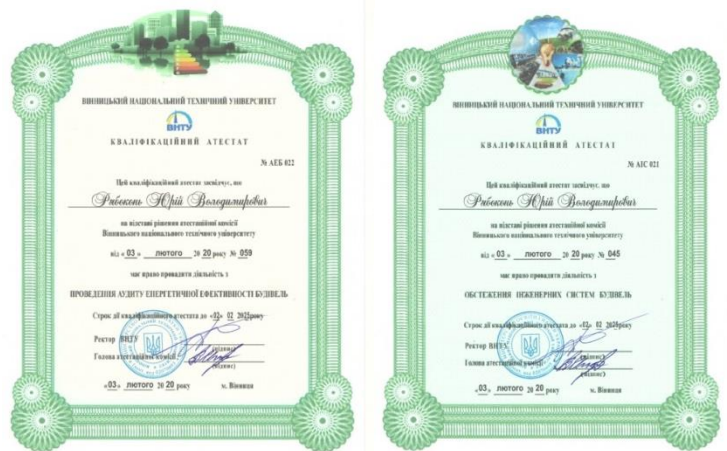 ВІННИЦЬКИЙ НАЦІОНАЛЬНИЙ ТЕХНІЧНИЙ УНІВЕРСИТЕТ
ВНТУ
КВАЛІФІКАЦІЙНИЙ АТЕСТАТ
№ АЕБ 022
Цей кваліфікаційний атестат засвідчує, що
Рябоконь Юрій Володимирович
на підставі рішення атестаційної комісії
Вінницького національного технічного університету
від « 03 » лютого 20 20 року № 059
має право провадити діяльність з
ПРОВЕДЕННЯ АУДИТУ ЕНЕРГЕТИЧНОЇ ЕФЕКТИВНОСТІ БУДІВЕЛЬ
Строк дії кваліфікаційного атестата до «02» 02 2025року
Ректор ВНТУ
(підпис)
Голова атестаційної комісії
(підпис)
«03» лютого 20 20 року м. Вінниця
ВІННИЦЬКИЙ НАЦІОНАЛЬНИЙ ТЕХНІЧНИЙ УНІВЕРСИТЕТ
ВНТУ
КВАЛІФІКАЦІЙНИЙ АТЕСТАТ
№ АІС 021
Цей кваліфікаційний атестат засвідчує, що
Рябоконь Юрій Володимирович
на підставі рішення атестаційної комісії
Вінницького національного технічного університету
від « 03 » лютого 20 20 року № 045
має право провадити діяльність з
ОБСТЕЖЕННЯ ІНЖЕНЕРНИХ СИСТЕМ БУДІВЕЛЬ
Строк дії кваліфікаційного атестата до «02» 02 2025року
Ректор ВНТУ
(підпис)
Голова атестаційної комісії
(підпис)
«03» лютого 20 20 року м. Вінниця